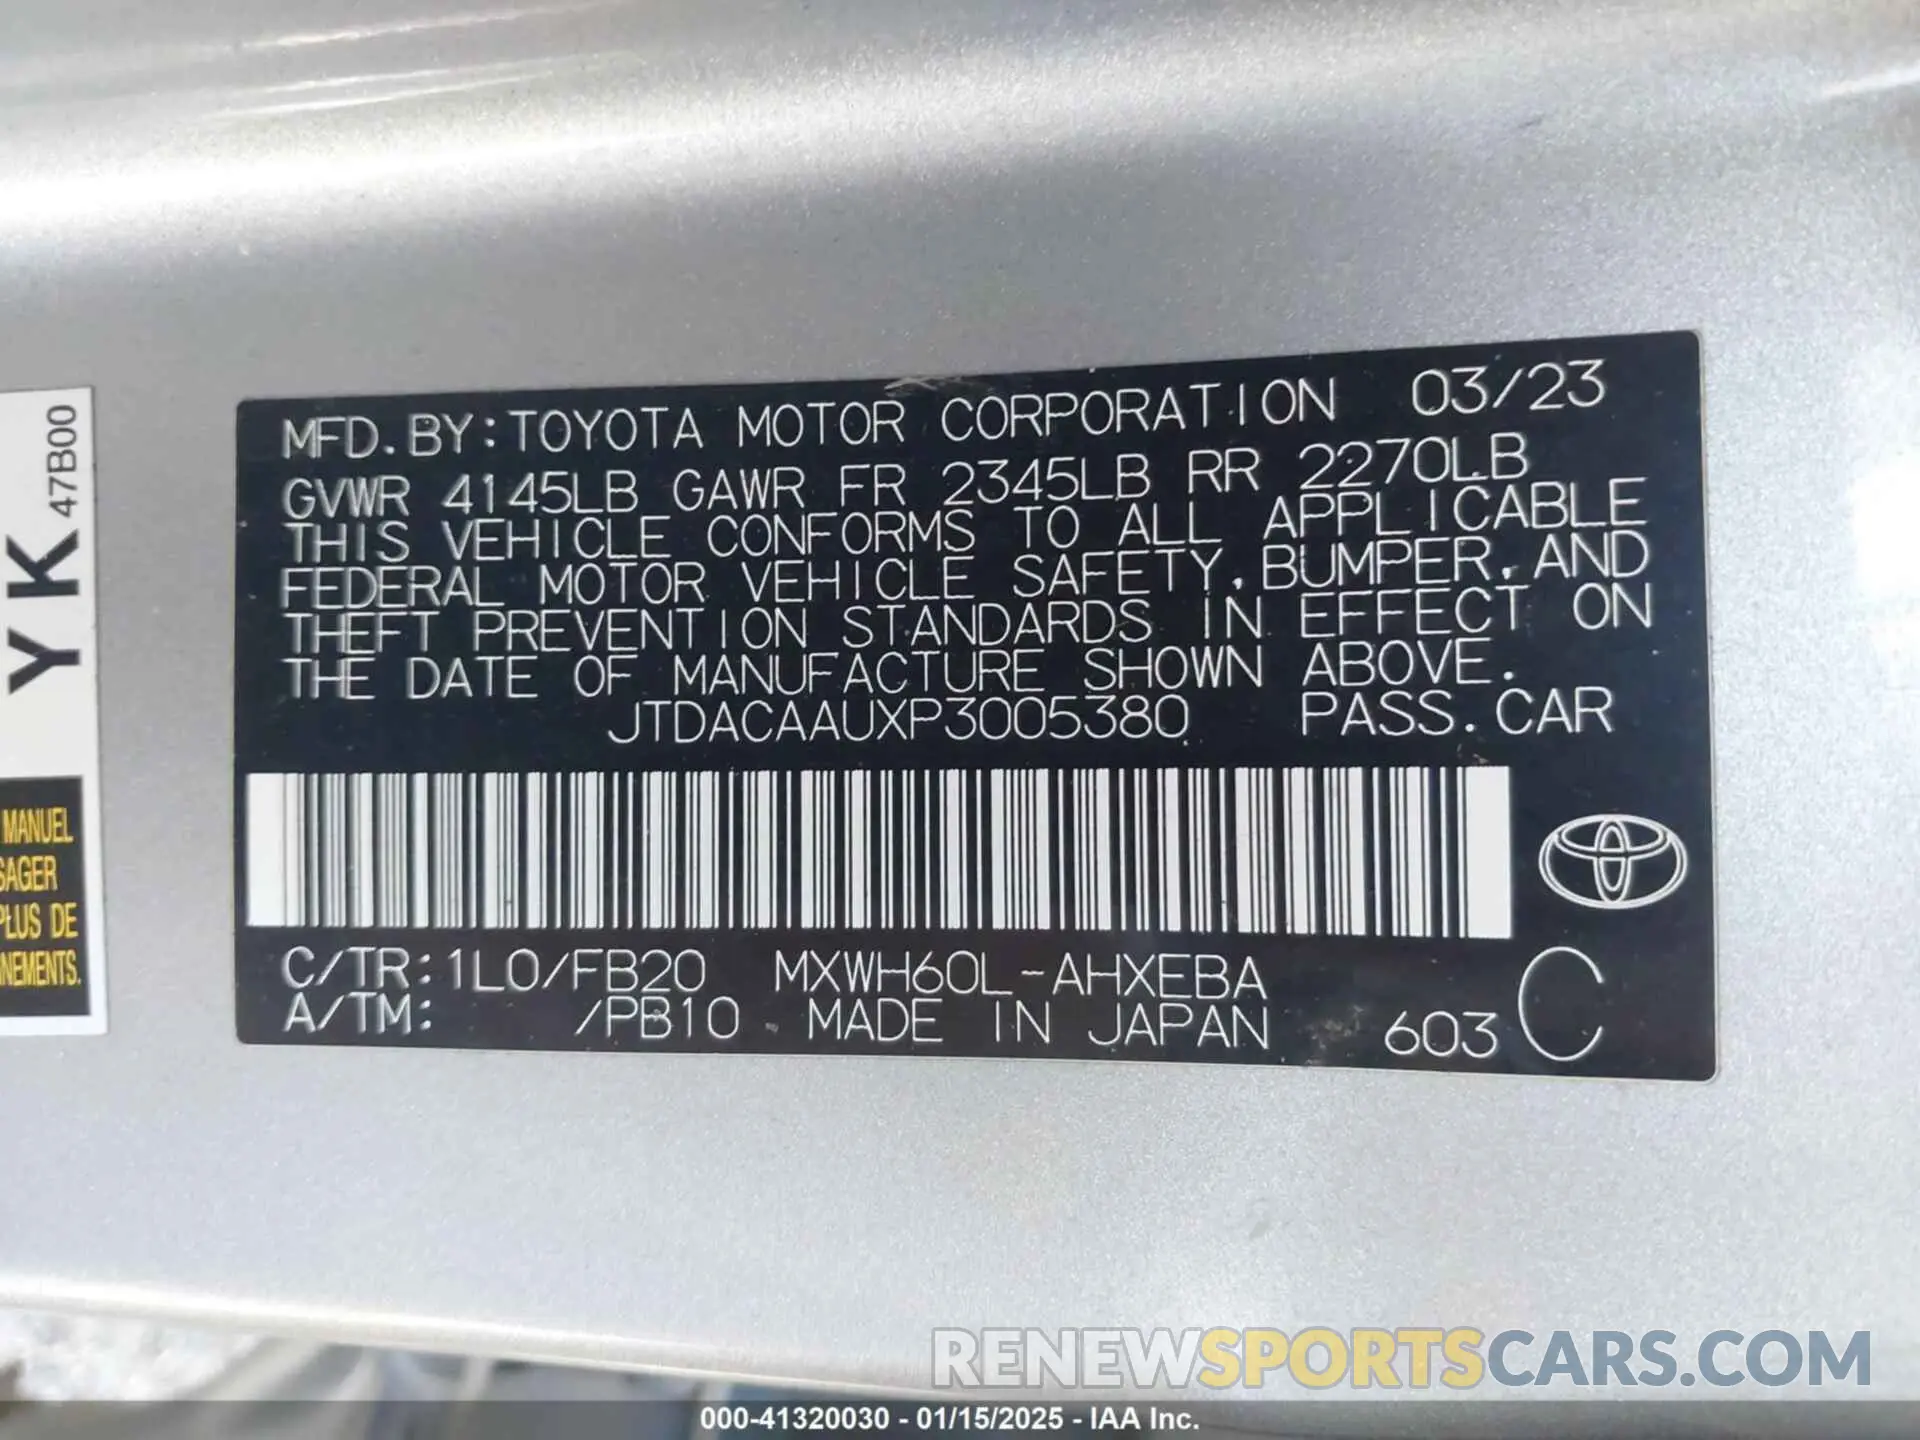 MFD. BY: TOYOTA MOTOR CORPORATION 03/23
GVWR 4145LB GAWR FR 2345LB RR 2270LB
THIS VEHICLE CONFORMS TO ALL APPLICABLE
FEDERAL MOTOR VEHICLE SAFETY, BUMPER, AND
THEFT PREVENTION STANDARDS IN EFFECT ON
THE DATE OF MANUFACTURE SHOWN ABOVE.
JTDACAAUXP3005380 PASS. CAR
C/TR: 1L0/FB20 MXWH60L-AHXEBA
A/TM: /PB10 MADE IN JAPAN 603 C
YK 47B00
MANUEL
PLUS DE
RENEWSPORTSCARS.COM
000-41320030 - 01/15/2025 - IAA Inc.